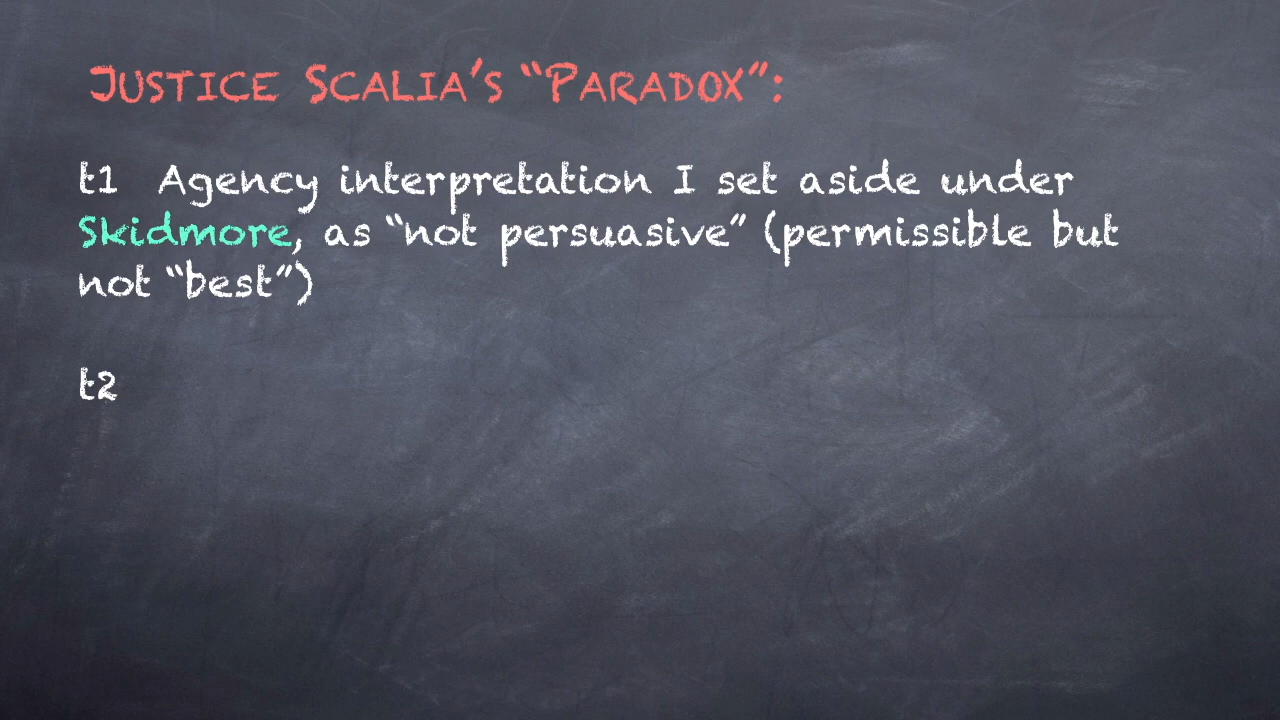 JUSTICE SCALIA'S “PARADOX”:
t1 Agency interpretation I set aside under
Skidmore, as “not persuasive” (permissible but
not “best”)
t2